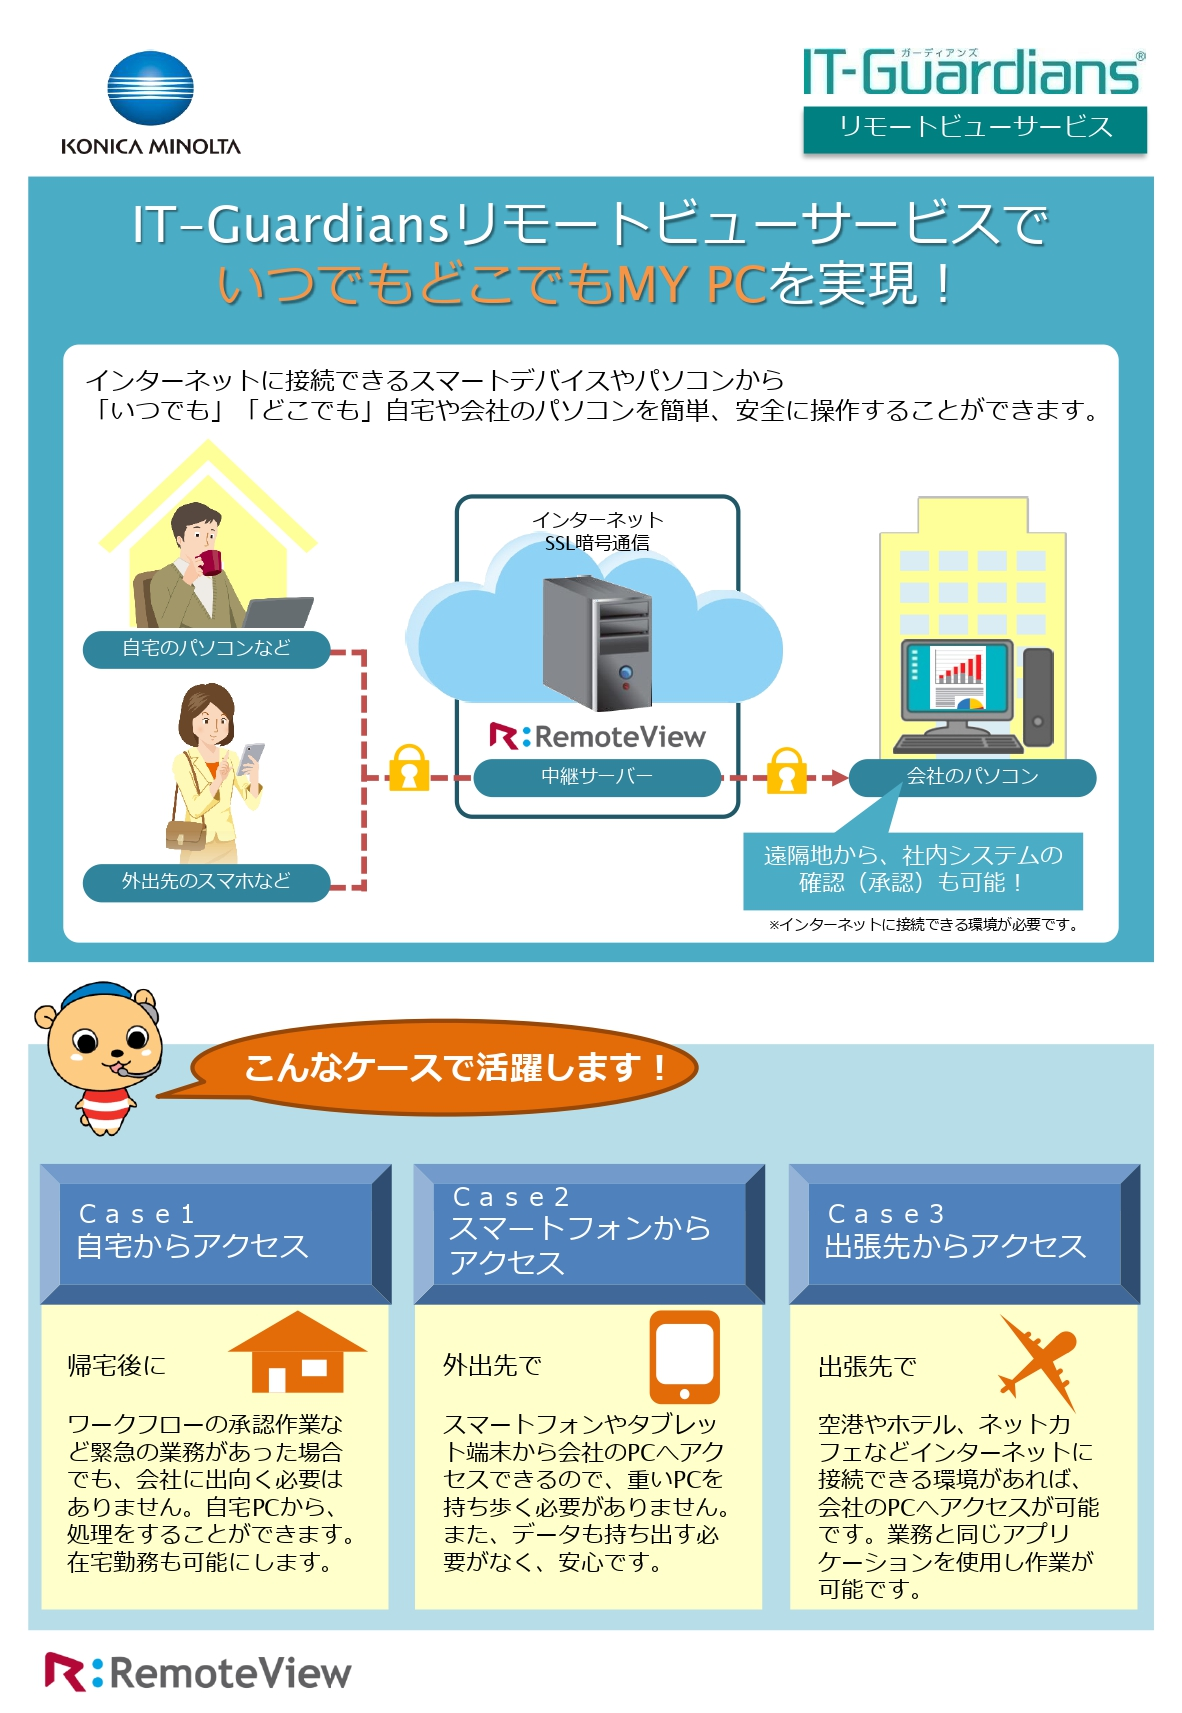 KONICA MINOLTA
ガーディアンズ
IT-Guardians®
リモートビューサービス
IT-Guardiansリモートビューサービスで
いつでもどこでもMY PCを実現！
インターネットに接続できるスマートデバイスやパソコンから
「いつでも」「どこでも」自宅や会社のパソコンを簡単、安全に操作することができます。
インターネット
SSL暗号通信
自宅のパソコンなど
RemoteView
中継サーバー
会社のパソコン
外出先のスマホなど
遠隔地から、社内システムの
確認（承認）も可能！
※インターネットに接続できる環境が必要です。
こんなケースで活躍します！
Ｃａｓｅ１
自宅からアクセス
帰宅後に
ワークフローの承認作業な
ど緊急の業務があった場合
でも、会社に出向く必要は
ありません。自宅PCから、
処理をすることができます。
在宅勤務も可能にします。
Ｃａｓｅ２
スマートフォンから
アクセス
外出先で
スマートフォンやタブレッ
ト端末から会社のPCへアク
セスできるので、重いPCを
持ち歩く必要がありません。
また、データも持ち出す必
要がなく、安心です。
Ｃａｓｅ３
出張先からアクセス
出張先で
空港やホテル、ネットカ
フェなどインターネットに
接続できる環境があれば、
会社のPCへアクセスが可能
です。業務と同じアプリ
ケーションを使用し作業が
可能です。
RemoteView